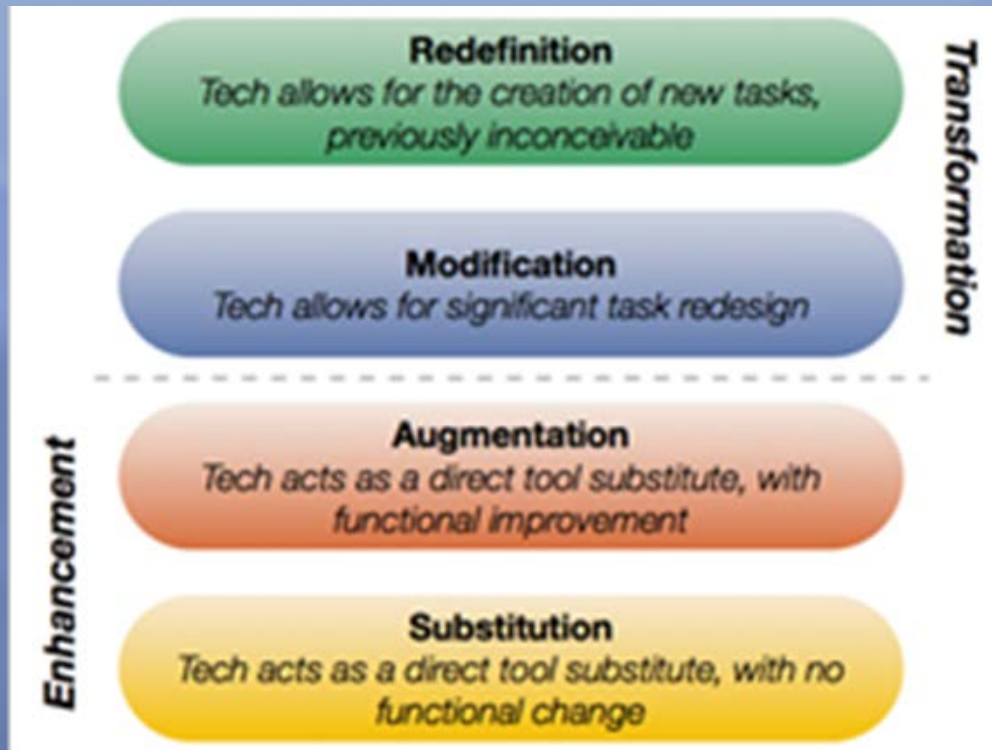 Redefinition
Tech allows for the creation of new tasks,
previously inconceivable
Transformation
Modification
Tech allows for significant task redesign
Augmentation
Tech acts as a direct tool substitute, with
functional improvement
Enhancement
Substitution
Tech acts as a direct tool substitute, with no
functional change